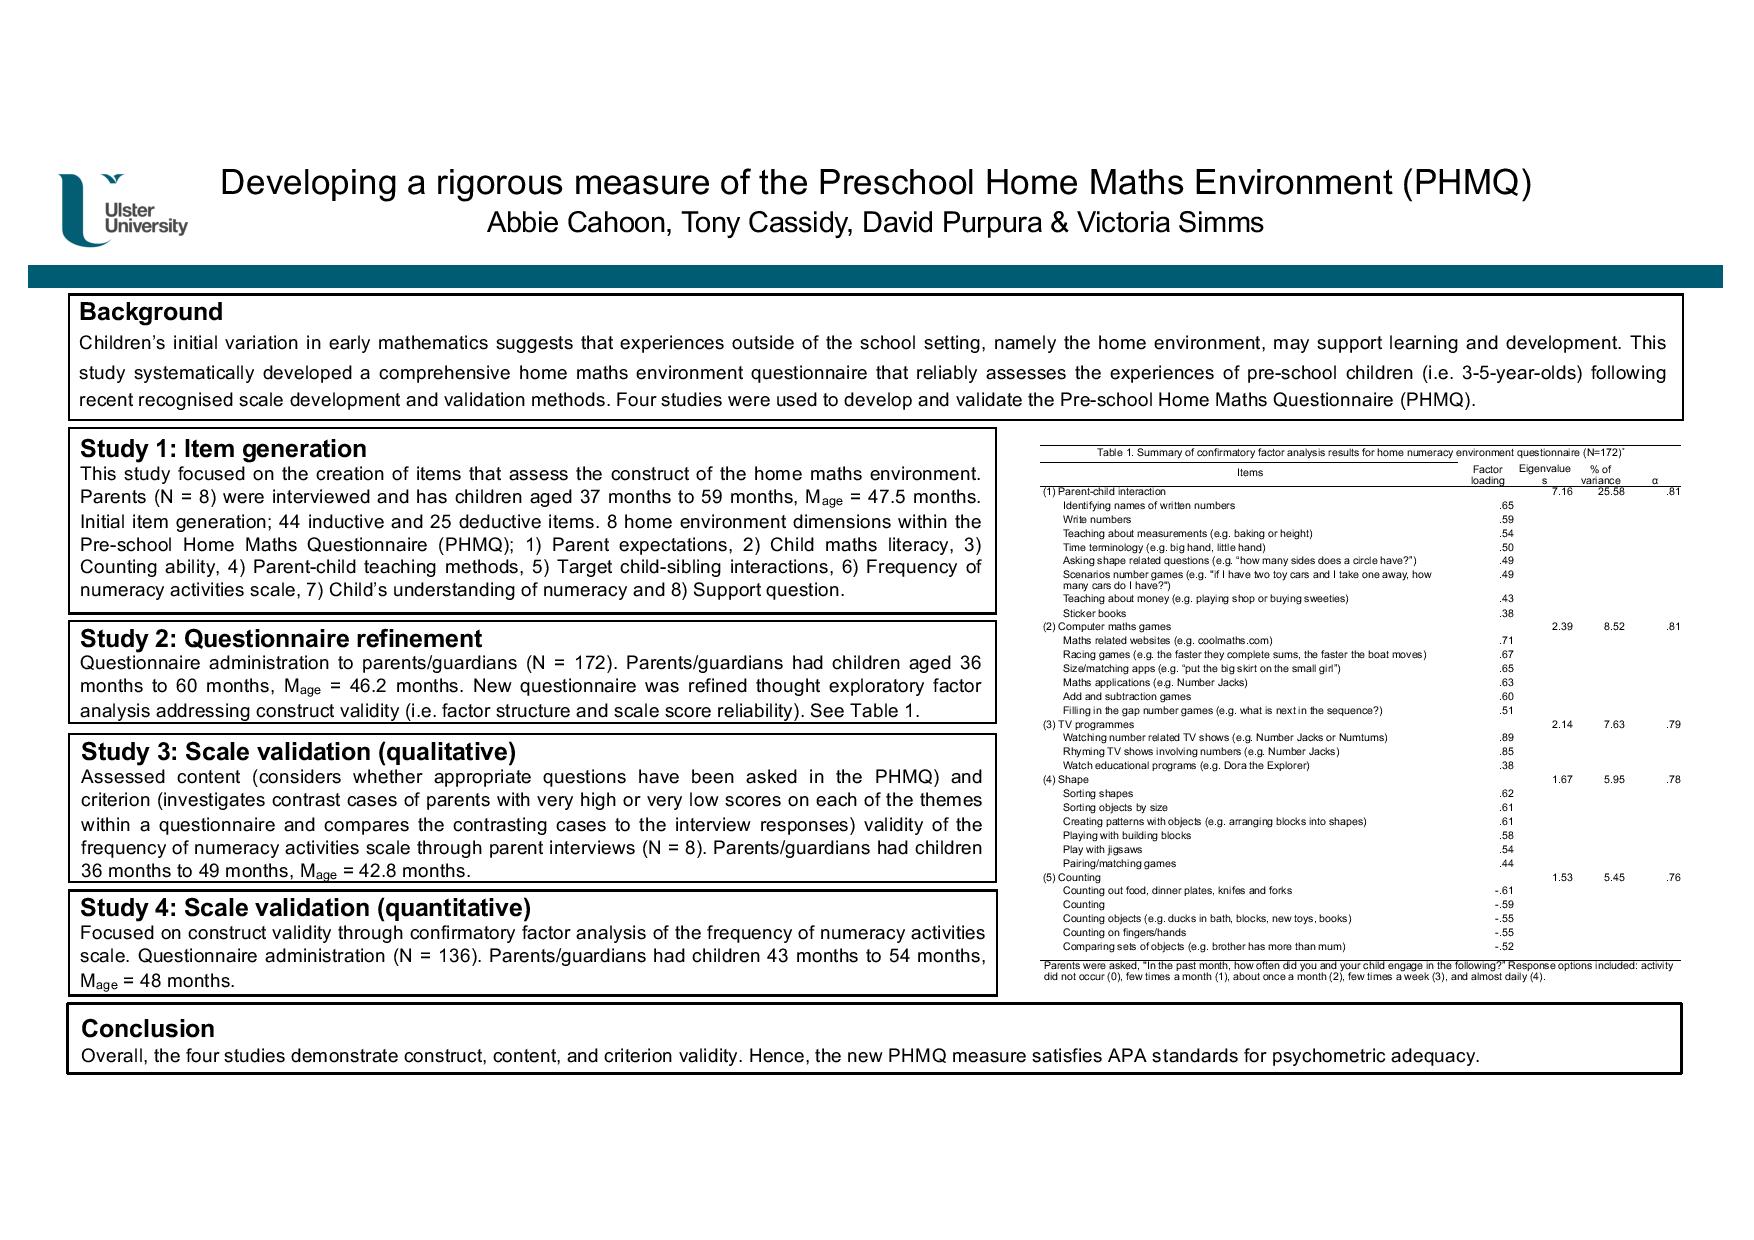 Ulster
University
Developing a rigorous measure of the Preschool Home Maths Environment (PHMQ)
Abbie Cahoon, Tony Cassidy, David Purpura & Victoria Simms
Background
Children's initial variation in early mathematics suggests that experiences outside of the school setting, namely the home environment, may support learning and development. This
study systematically developed a comprehensive home maths environment questionnaire that reliably assesses the experiences of pre-school children (i.e. 3-5-year-olds) following
recent recognised scale development and validation methods. Four studies were used to develop and validate the Pre-school Home Maths Questionnaire (PHMQ).
Study 1: Item generation
This study focused on the creation of items that assess the construct of the home maths environment.
Parents (N = 8) were interviewed and has children aged 37 months to 59 months, Mage = 47.5 months.
Initial item generation; 44 inductive and 25 deductive items. 8 home environment dimensions within the
Pre-school Home Maths Questionnaire (PHMQ); 1) Parent expectations, 2) Child maths literacy, 3)
Counting ability, 4) Parent-child teaching methods, 5) Target child-sibling interactions, 6) Frequency of
numeracy activities scale, 7) Child's understanding of numeracy and 8) Support question.
Study 2: Questionnaire refinement
Questionnaire administration to parents/guardians (N = 172). Parents/guardians had children aged 36
months to 60 months, Mage = 46.2 months. New questionnaire was refined thought exploratory factor
analysis addressing construct validity (i.e. factor structure and scale score reliability). See Table 1.
Study 3: Scale validation (qualitative)
Assessed content (considers whether appropriate questions have been asked in the PHMQ) and
criterion (investigates contrast cases of parents with very high or very low scores on each of the themes
within a questionnaire and compares the contrasting cases to the interview responses) validity of the
frequency of numeracy activities scale through parent interviews (N = 8). Parents/guardians had children
36 months to 49 months, Mage = 42.8 months.
Study 4: Scale validation (quantitative)
Focused on construct validity through confirmatory factor analysis of the frequency of numeracy activities
scale. Questionnaire administration (N = 136). Parents/guardians had children 43 months to 54 months,
Mage = 48 months.
Table 1. Summary of confirmatory factor analysis results for home numeracy environment questionnaire (N=172)*
Items Factor loading Eigenvalues % of variance α
(1) Parent-child interaction 7.16 25.58 .81
Identifying names of written numbers .65
Write numbers .59
Teaching about measurements (e.g. baking or height) .54
Time terminology (e.g. big hand, little hand) .50
Asking shape related questions (e.g. “how many sides does a circle have?”) .49
Scenarios number games (e.g. "if I have two toy cars and I take one away, how .49
many cars do I have?")
Teaching about money (e.g. playing shop or buying sweeties) .43
Sticker books .38
(2) Computer maths games 2.39 8.52 .81
Maths related websites (e.g. coolmaths.com) .71
Racing games (e.g. the faster they complete sums, the faster the boat moves) .67
Size/matching apps (e.g. “put the big skirt on the small girl”) .65
Maths applications (e.g. Number Jacks) .63
Add and subtraction games .60
Filling in the gap number games (e.g. what is next in the sequence?) .51
(3) TV programmes 2.14 7.63 .79
Watching number related TV shows (e.g. Number Jacks or Numtums) .89
Rhyming TV shows involving numbers (e.g. Number Jacks) .85
Watch educational programs (e.g. Dora the Explorer) .38
(4) Shape 1.67 5.95 .78
Sorting shapes .62
Sorting objects by size .61
Creating patterns with objects (e.g. arranging blocks into shapes) .61
Playing with building blocks .58
Play with jigsaws .54
Pairing/matching games .44
(5) Counting 1.53 5.45 .76
Counting out food, dinner plates, knifes and forks -.61
Counting -.59
Counting objects (e.g. ducks in bath, blocks, new toys, books) -.55
Counting on fingers/hands -.55
Comparing sets of objects (e.g. brother has more than mum) -.52
Parents were asked, “In the past month, how often did you and your child engage in the following?” Response options included: activity
did not occur (0), few times a month (1), about once a month (2), few times a week (3), and almost daily (4).
Conclusion
Overall, the four studies demonstrate construct, content, and criterion validity. Hence, the new PHMQ measure satisfies APA standards for psychometric adequacy.